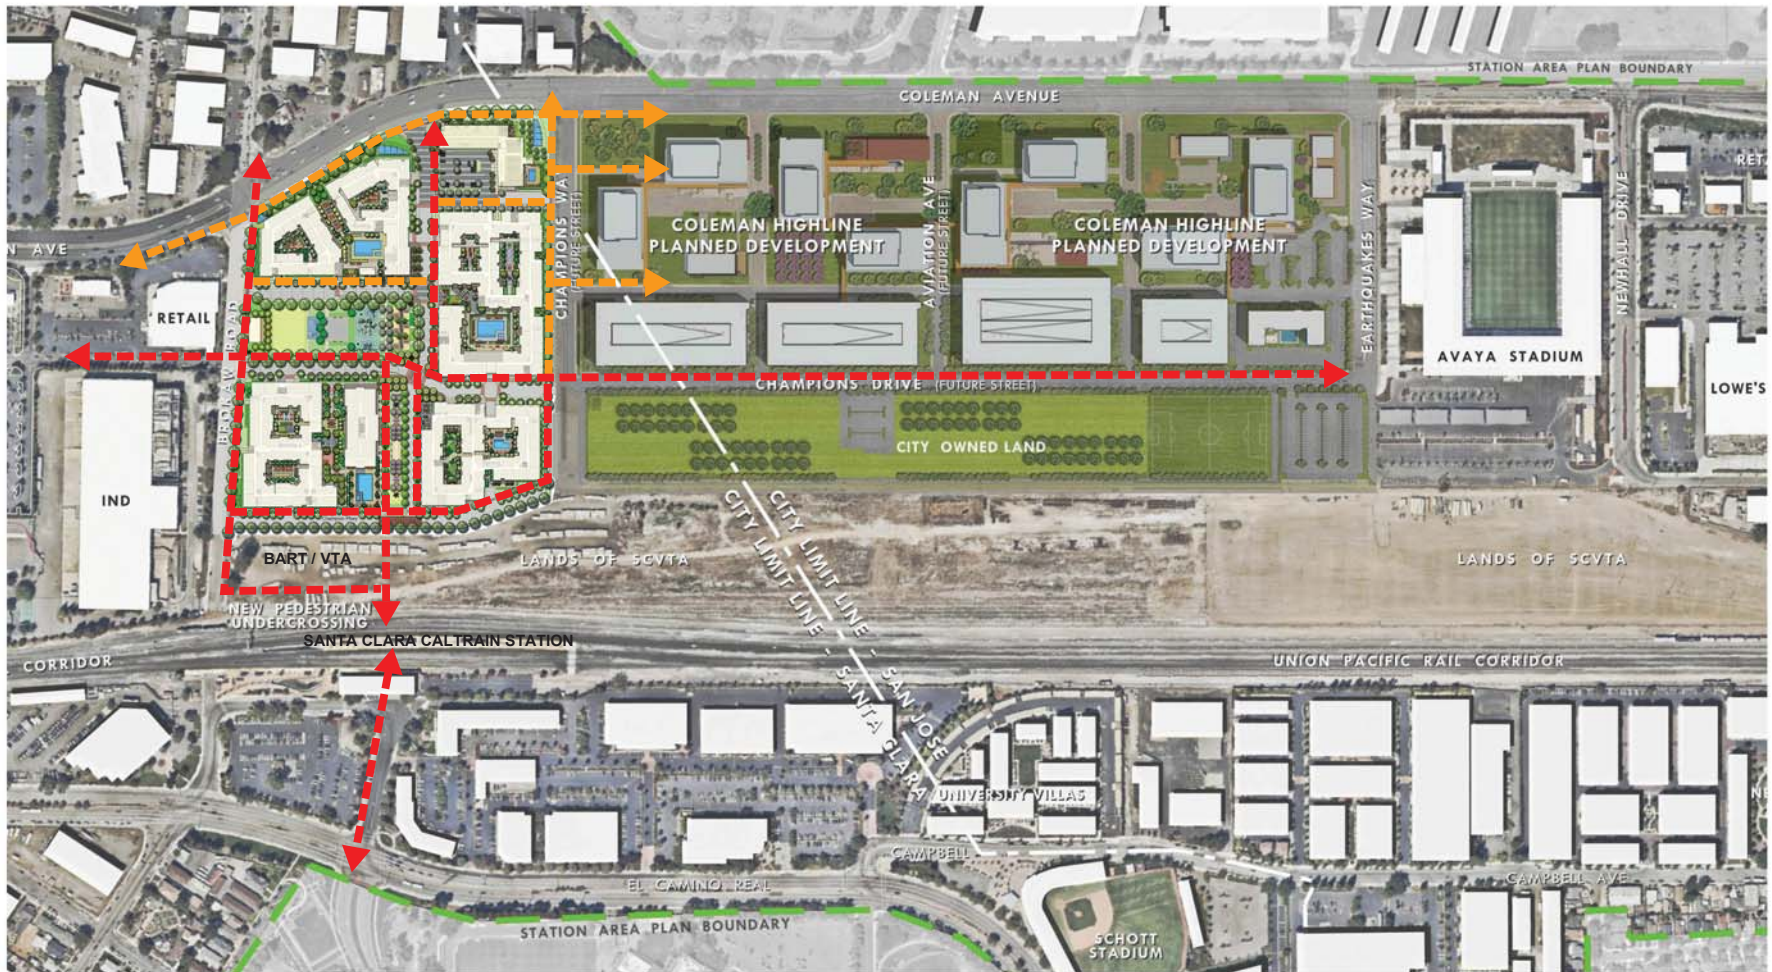 STATION AREA PLAN BOUNDARY
COLEMAN AVENUE
RETA
N AVE
CHAMPIONS WAY
(FUTURE STREET)
AVIATION AVE
(FUTURE STREET)
EARTHQUAKES WAY
NEWHALL DRIVE
COLEMAN HIGHLINE
PLANNED DEVELOPMENT
COLEMAN HIGHLINE
PLANNED DEVELOPMENT
RETAIL
BROKAW ROAD
AVAYA STADIUM
CHAMPIONS DRIVE (FUTURE STREET)
LOWE'S
CITY OWNED LAND
IND
BART / VTA
LANDS OF SCVTA
LANDS OF SCVTA
CITY LIMIT LINE - SAN JOSE
CITY LIMIT LINE - SANTA CLARA
NEW PEDESTRIAN
UNDERCROSSING
SANTA CLARA CALTRAIN STATION
CORRIDOR
UNION PACIFIC RAIL CORRIDOR
UNIVERSITY VILLAS
NE
CAMPBELL
EL CAMINO REAL
CAMPBELL AVE
STATION AREA PLAN BOUNDARY
SCHOTT
STADIUM